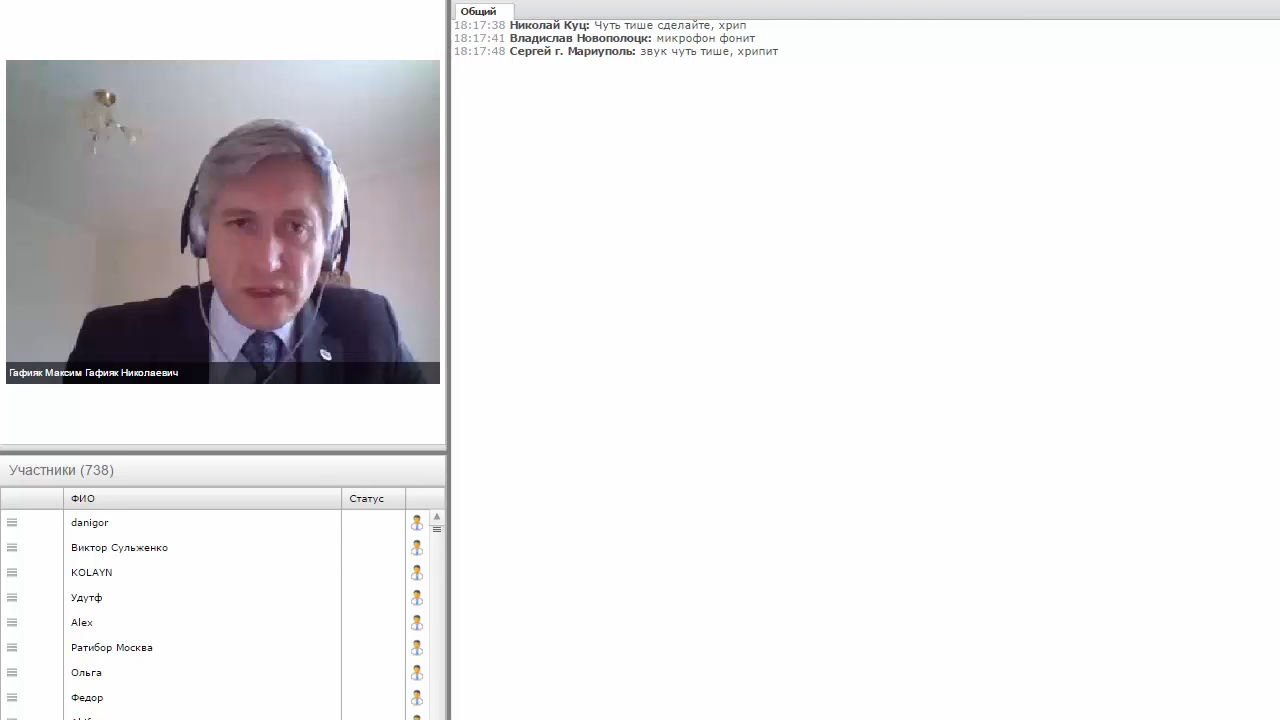 Общий
18:17:38 Николай Куц: Чуть тише сделайте, хрип
18:17:41 Владислав Новополоцк: микрофон фонит
18:17:48 Сергей г. Мариуполь: звук чуть тише, хрипит
Гафияк Максим Гафияк Николаевич
Участники (738)
ФИО Статус
danigor
Виктор Сульженко
KOLAYN
Удутф
Alex
Ратибор Москва
Ольга
Федор